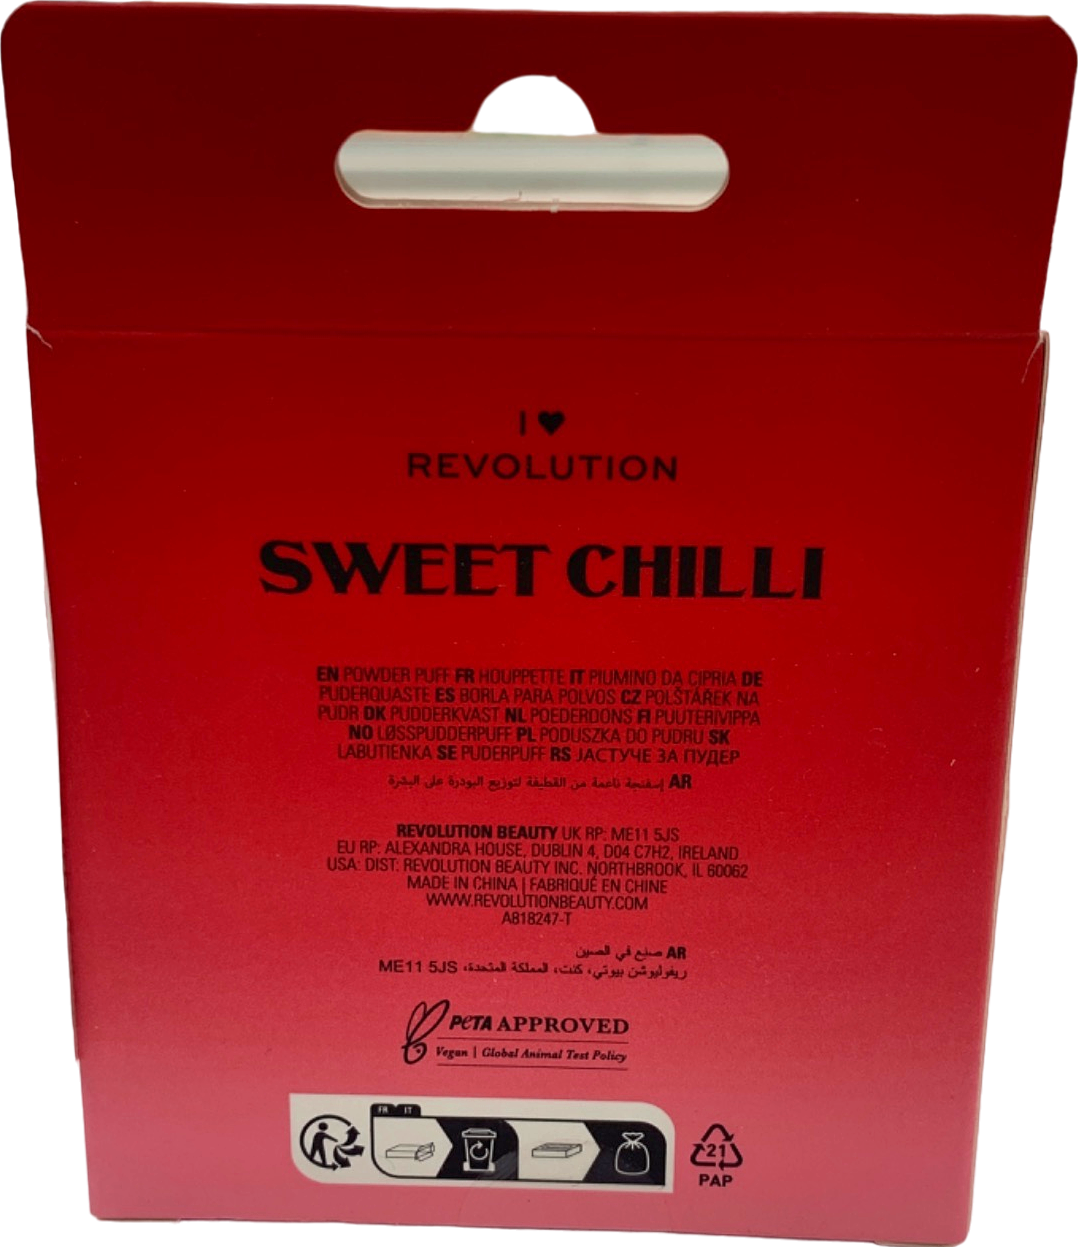 I ♥
REVOLUTION
SWEET CHILLI
EN POWDER PUFF FR HOUPPETTE IT PIUMINO DA CIPRIA DE
PUDERQUASTE ES BORLA PARA POLVOS CZ POLŠTÁŘEK NA
PUDR DK PUDDERKVAST NL POEDERDONS FI PUUTERIVIPPA
NO LØSSPUDDERPUFF PL PODUSZKA DO PUDRU SK
LABUTIENKA SE PUDERPUFF RS ЈАСТУЧЕ ЗА ПУДЕР
AR إسفنجة ناعمة من القطيفة لتوزيع البودرة على البشرة
REVOLUTION BEAUTY UK RP: ME11 5JS
EU RP: ALEXANDRA HOUSE, DUBLIN 4, D04 C7H2, IRELAND
USA: DIST: REVOLUTION BEAUTY INC. NORTHBROOK, IL 60062
MADE IN CHINA | FABRIQUÉ EN CHINE
WWW.REVOLUTIONBEAUTY.COM
A818247-T
AR صنع في الصين
ريفوليوشن بيوتي، كنت، المملكة المتحدة، ME11 5JS
PETA APPROVED
Vegan | Global Animal Test Policy
FR IT
21
PAP